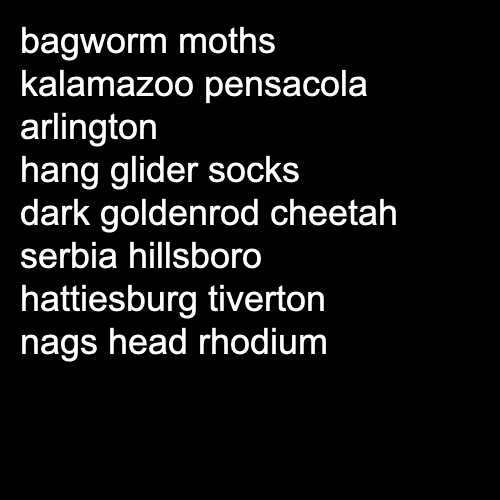 bagworm moths
kalamazoo pensacola
arlington
hang glider socks
dark goldenrod cheetah
serbia hillsboro
hattiesburg tiverton
nags head rhodium